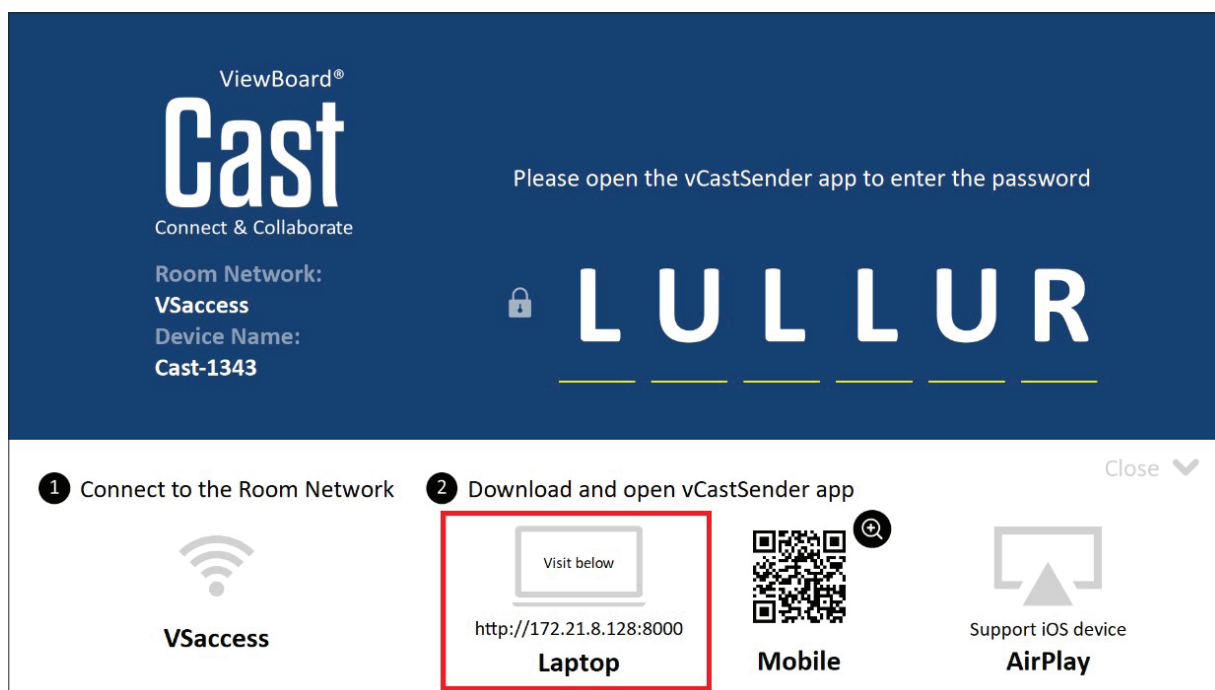 ViewBoard®
Cast
Connect & Collaborate
Room Network:
VSaccess
Device Name:
Cast-1343
Please open the vCastSender app to enter the password
LULLUR
Close
1 Connect to the Room Network
VSaccess
2 Download and open vCastSender app
Visit below
http://172.21.8.128:8000
Laptop
Mobile
Support iOS device
AirPlay